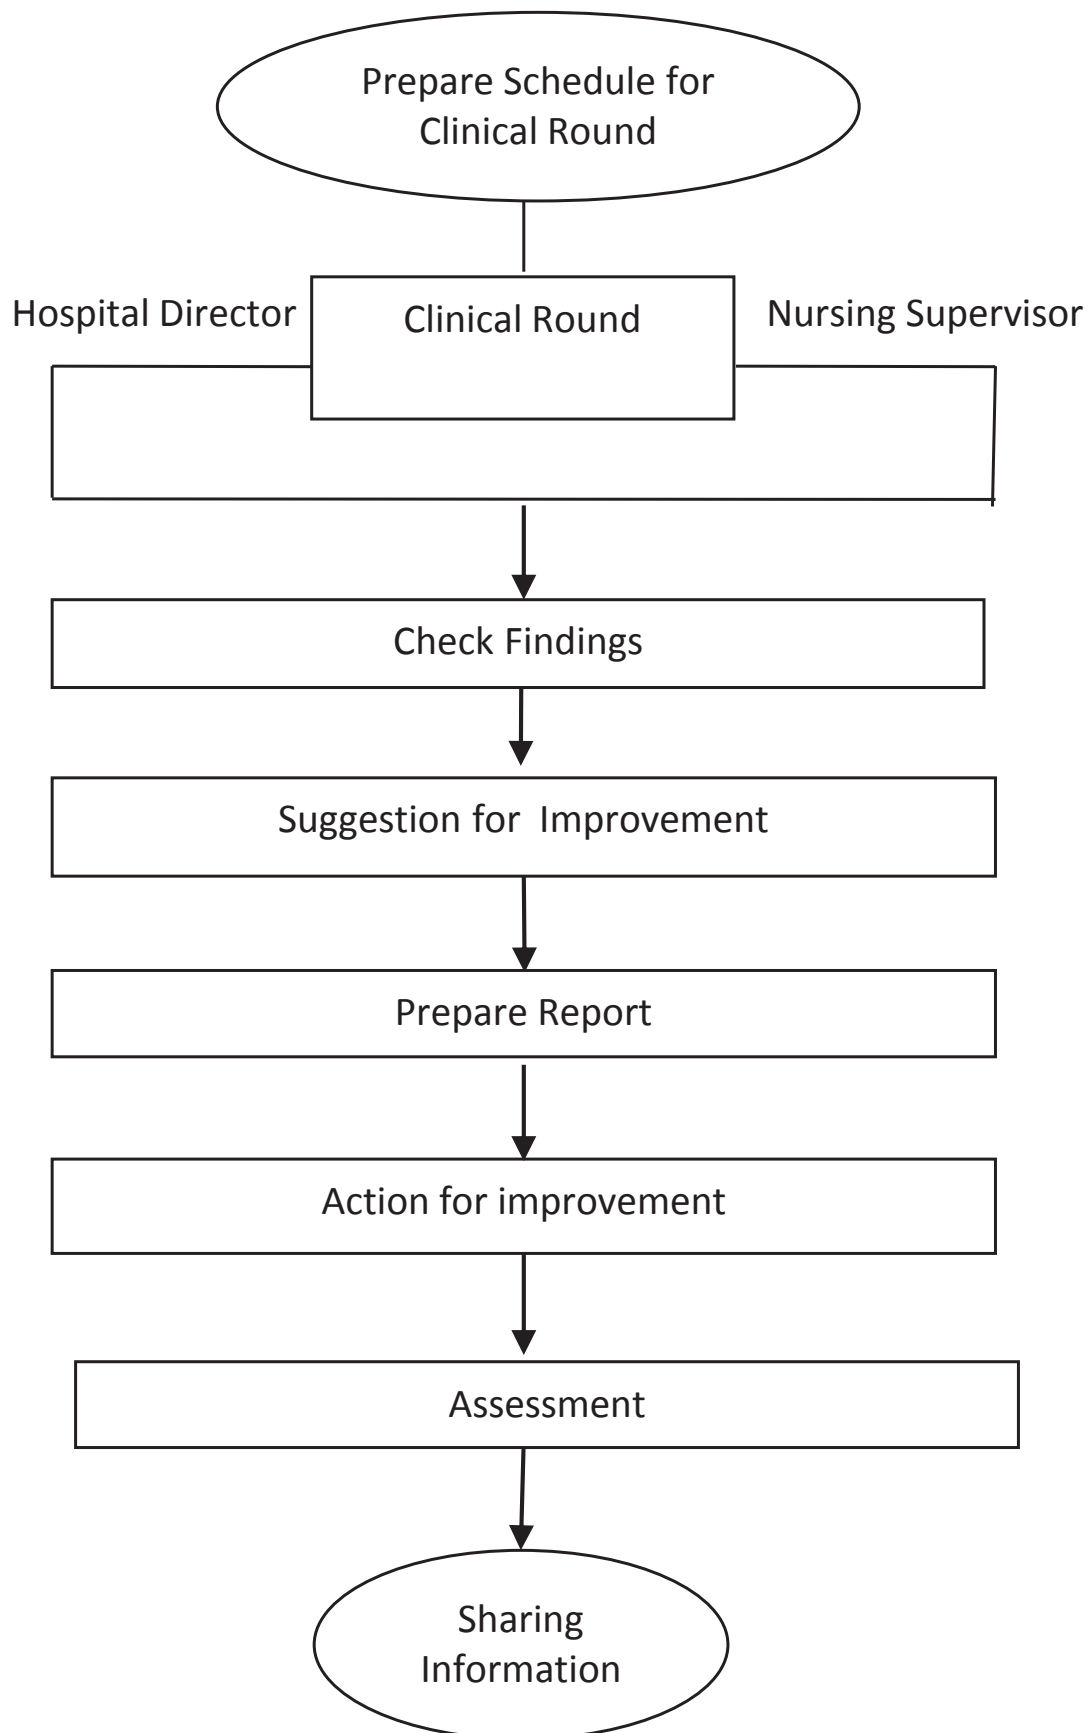 Prepare Schedule for
Clinical Round
Hospital Director
Clinical Round
Nursing Supervisor
Check Findings
Suggestion for  Improvement
Prepare Report
Action for improvement
Assessment
Sharing
Information